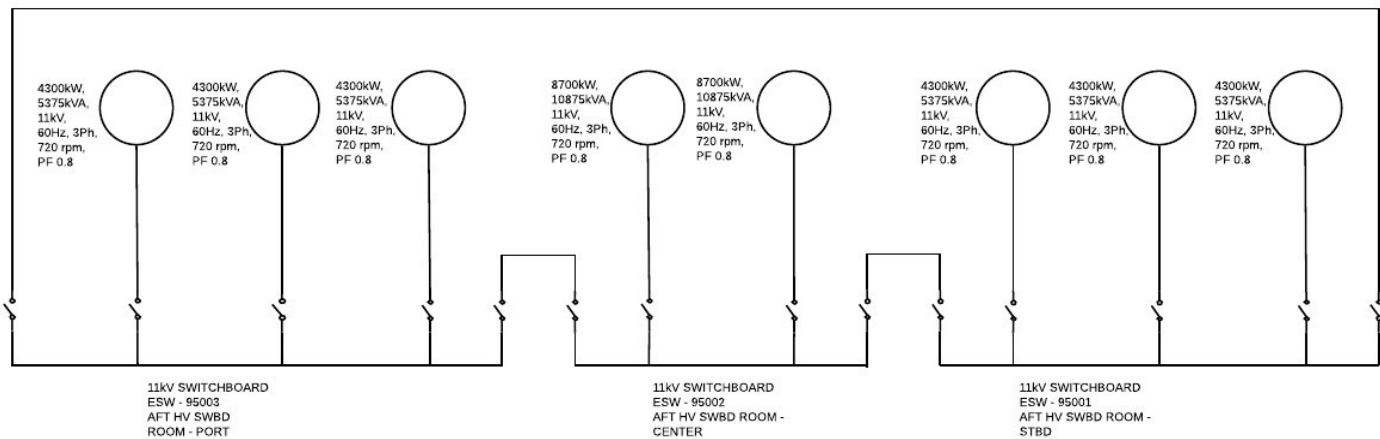 4300kW,
5375kVA,
11kV,
60Hz, 3Ph,
720 rpm,
PF 0.8
4300kW,
5375kVA,
11kV,
60Hz, 3Ph,
720 rpm,
PF 0.8
4300kW,
5375kVA,
11kV,
60Hz, 3Ph,
720 rpm,
PF 0.8
8700kW,
10875kVA,
11kV,
60Hz, 3Ph,
720 rpm,
PF 0.8
8700kW,
10875kVA,
11kV,
60Hz, 3Ph,
720 rpm,
PF 0.8
4300kW,
5375kVA,
11kV,
60Hz, 3Ph,
720 rpm,
PF 0.8
4300kW,
5375kVA,
11kV,
60Hz, 3Ph,
720 rpm,
PF 0.8
4300kW,
5375kVA,
11kV,
60Hz, 3Ph,
720 rpm,
PF 0.8
11kV SWITCHBOARD
ESW - 95003
AFT HV SWBD
ROOM - PORT
11kV SWITCHBOARD
ESW - 95002
AFT HV SWBD ROOM -
CENTER
11kV SWITCHBOARD
ESW - 95001
AFT HV SWBD ROOM -
STBD